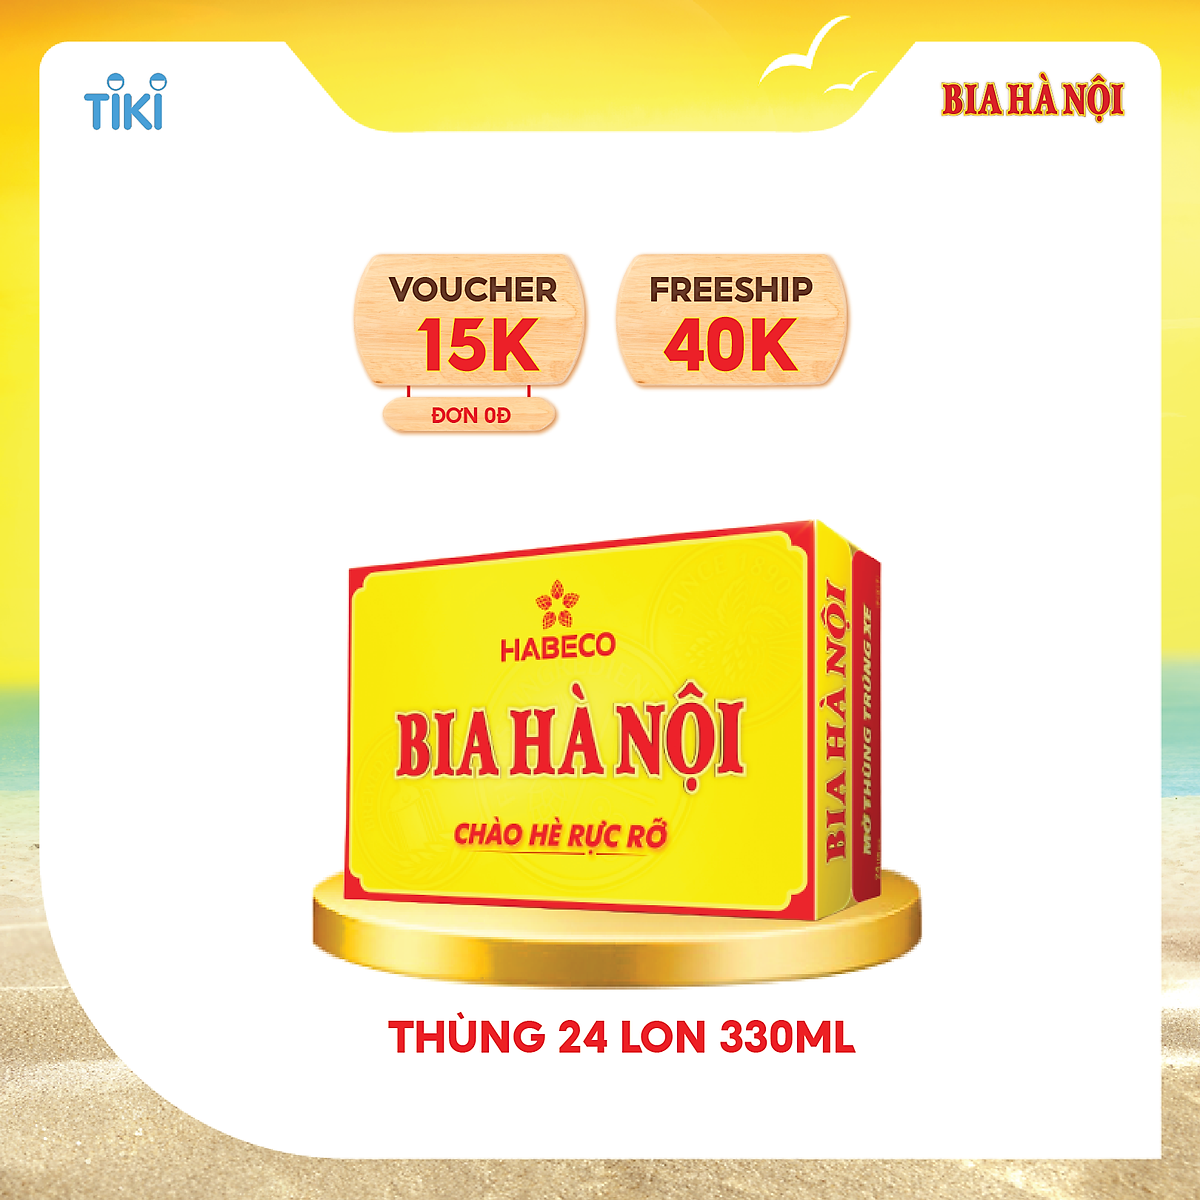 TiKi
BIA HÀ NỘI
VOUCHER
15K
ĐƠN 0Đ
FREESHIP
40K
HABECO
BIA HÀ NỘI
CHÀO HÈ RỰC RỠ
BIA HÀ NỘI
MỞ THÙNG TRÚNG XE
THÙNG 24 LON 330ML